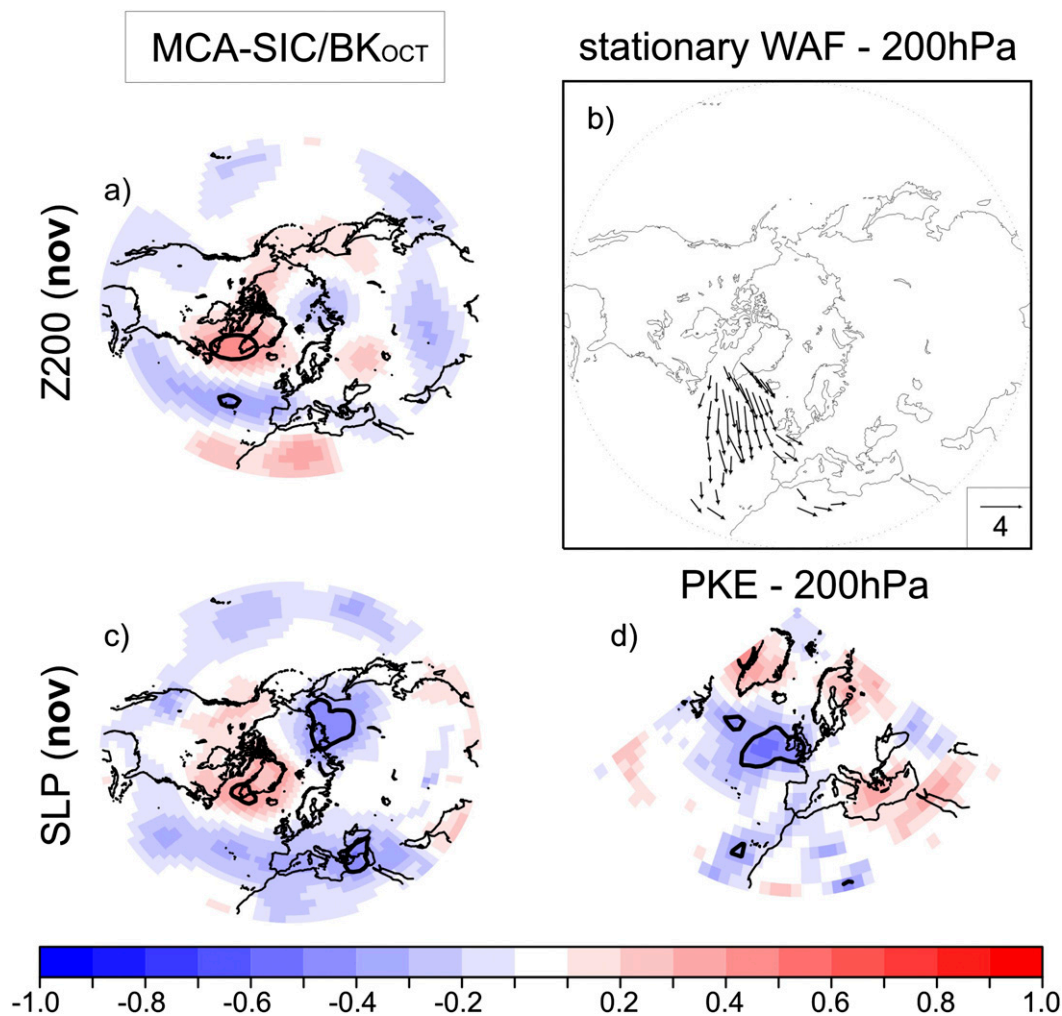 MCA-SIC/BKOCT
stationary WAF - 200hPa
a)
b)
Z200 (nov)
4
PKE - 200hPa
c)
d)
SLP (nov)
-1.0 -0.8 -0.6 -0.4 -0.2 0.2 0.4 0.6 0.8 1.0